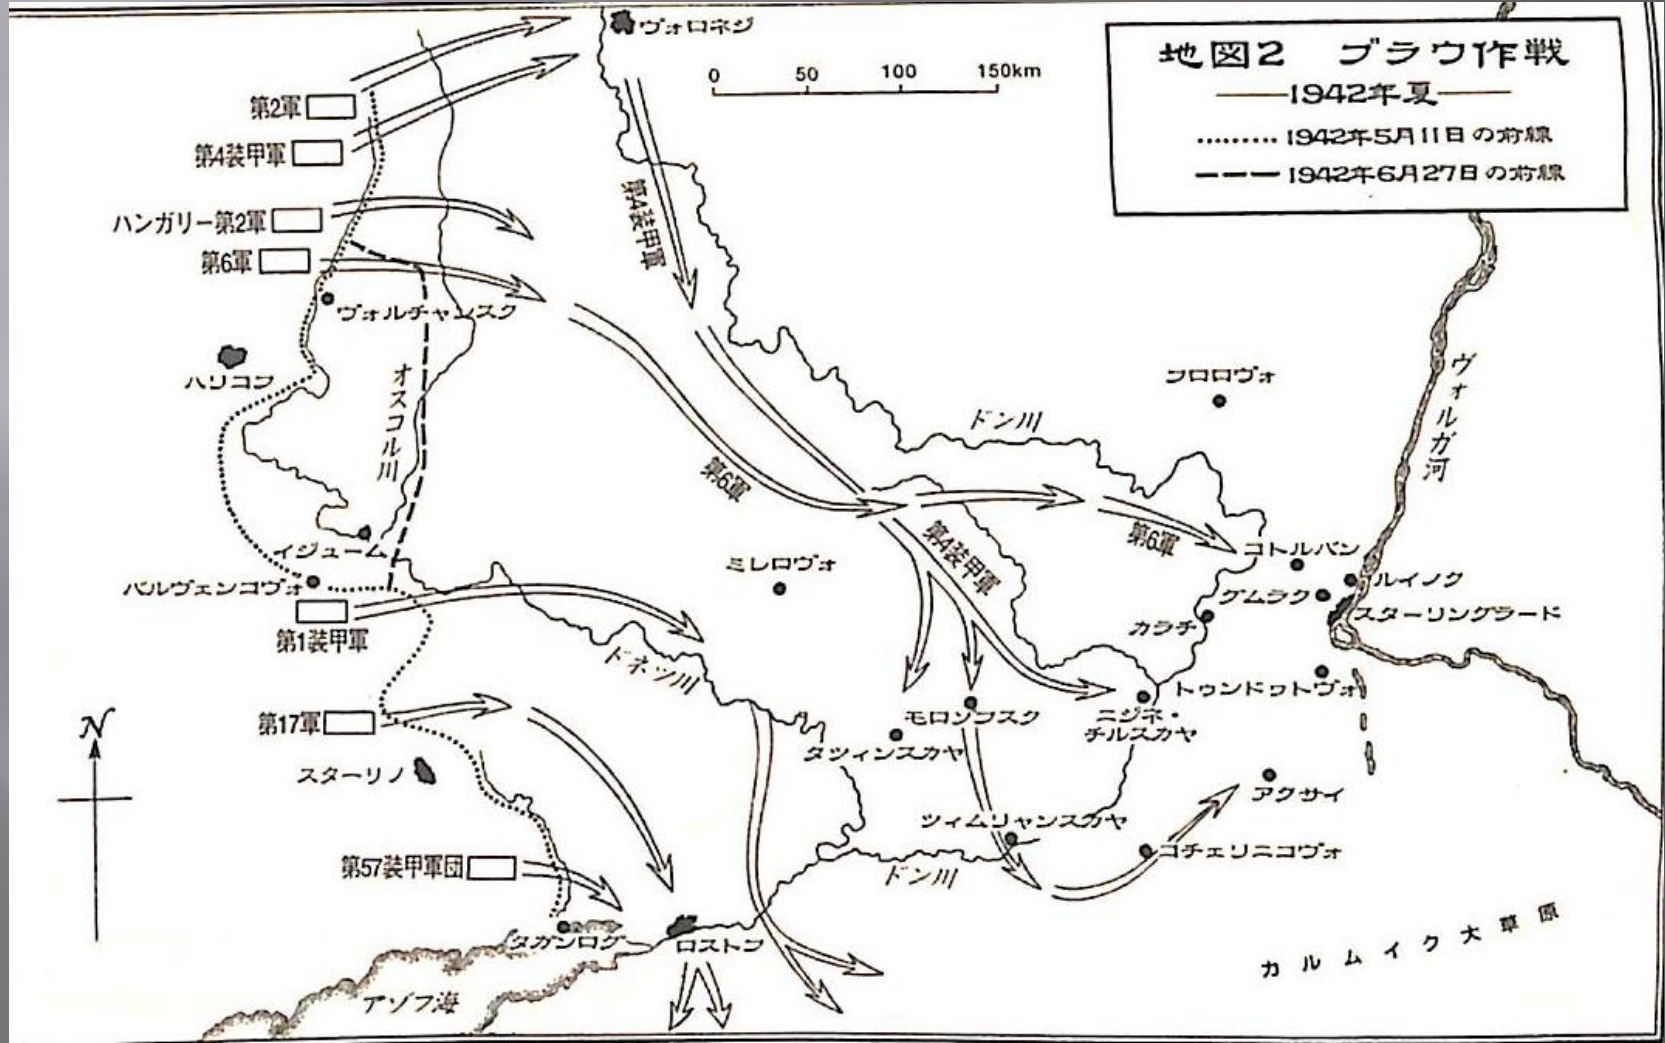 地図2 ブラウ作戦
1942年夏
1942年5月11日の前線
1942年6月27日の前線
0 50 100 150km
ヴォロネジ
第2軍
第4装甲軍
ハンガリー第2軍
第6軍
ヴォルチャンスク
第4装甲軍
ハリコフ
オスコル川
フロロヴォ
ヴォルガ河
ドン川
第6軍
第4装甲軍
第6軍
イジューム
コトルバン
ミレロヴォ
バルヴェンコヴォ
ルイノク
グムラク
スターリングラード
カラチ
第1装甲軍
ドネツ川
トゥンドゥトヴォ
第17軍
モロゾフスク
ニジネ・
チルスカヤ
タツィンスカヤ
スターリノ
アクサイ
ツィムリャンスカヤ
コチェリニコヴォ
第57装甲軍団
ドン川
タガンログ
ロストフ
カルムイク大草原
アゾフ海
N